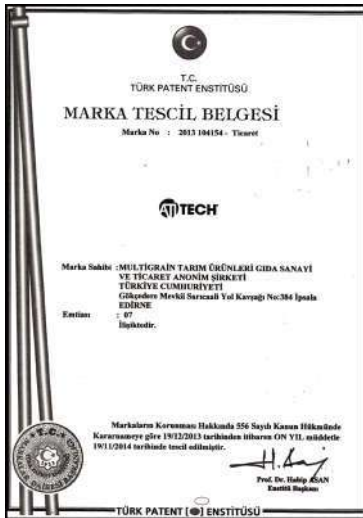 T.C.
TÜRK PATENT ENSTİTÜSÜ
MARKA TESCİL BELGESİ
Marka No : 2013 104154 - Ticaret
ATI TECH
Marka Sahibi :MULTİGRAIN TARIM ÜRÜNLERİ GIDA SANAYİ
VE TİCARET ANONİM ŞİRKETİ
TÜRKİYE CUMHURİYETİ
Gökçedere Mevkii Sarıcaali Yol Kavşağı No:384 İpsala
EDİRNE
Emtiası : 07
İlişiktedir.
Markaların Korunması Hakkında 556 Sayılı Kanun Hükmünde
Kararnameye göre 19/12/2013 tarihinden itibaren ON YIL müddetle
19/11/2014 tarihinde tescil edilmiştir.
Prof. Dr. Habip ASAN
Enstitü Başkanı
T.C.
TÜRK PATENT ENSTİTÜSÜ